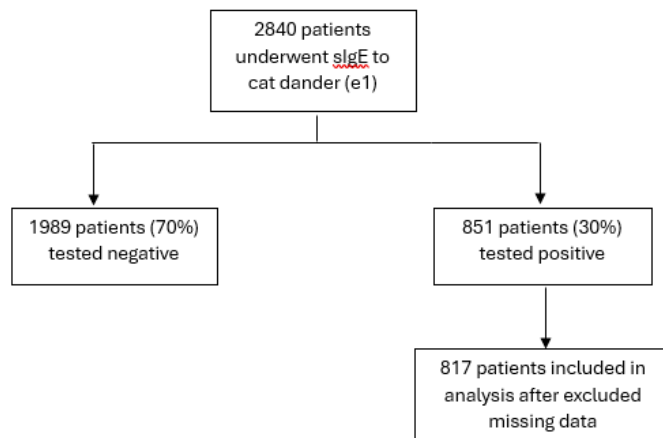 2840 patients
underwent sIgE to
cat dander (e1)
1989 patients (70%)
tested negative
851 patients (30%)
tested positive
817 patients included in
analysis after excluded
missing data